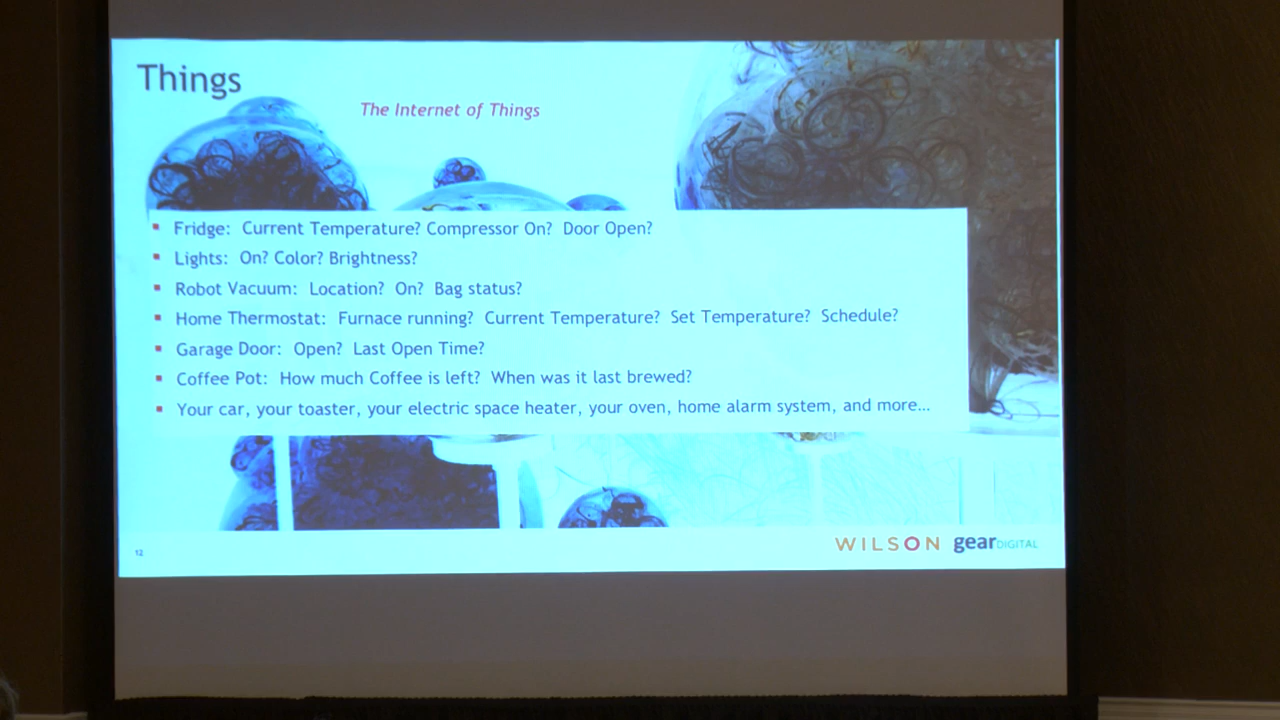 Things
The Internet of Things
▪ Fridge: Current Temperature? Compressor On? Door Open?
▪ Lights: On? Color? Brightness?
▪ Robot Vacuum: Location? On? Bag status?
▪ Home Thermostat: Furnace running? Current Temperature? Set Temperature? Schedule?
▪ Garage Door: Open? Last Open Time?
▪ Coffee Pot: How much Coffee is left? When was it last brewed?
▪ Your car, your toaster, your electric space heater, your oven, home alarm system, and more...
12
WILSON gearDIGITAL